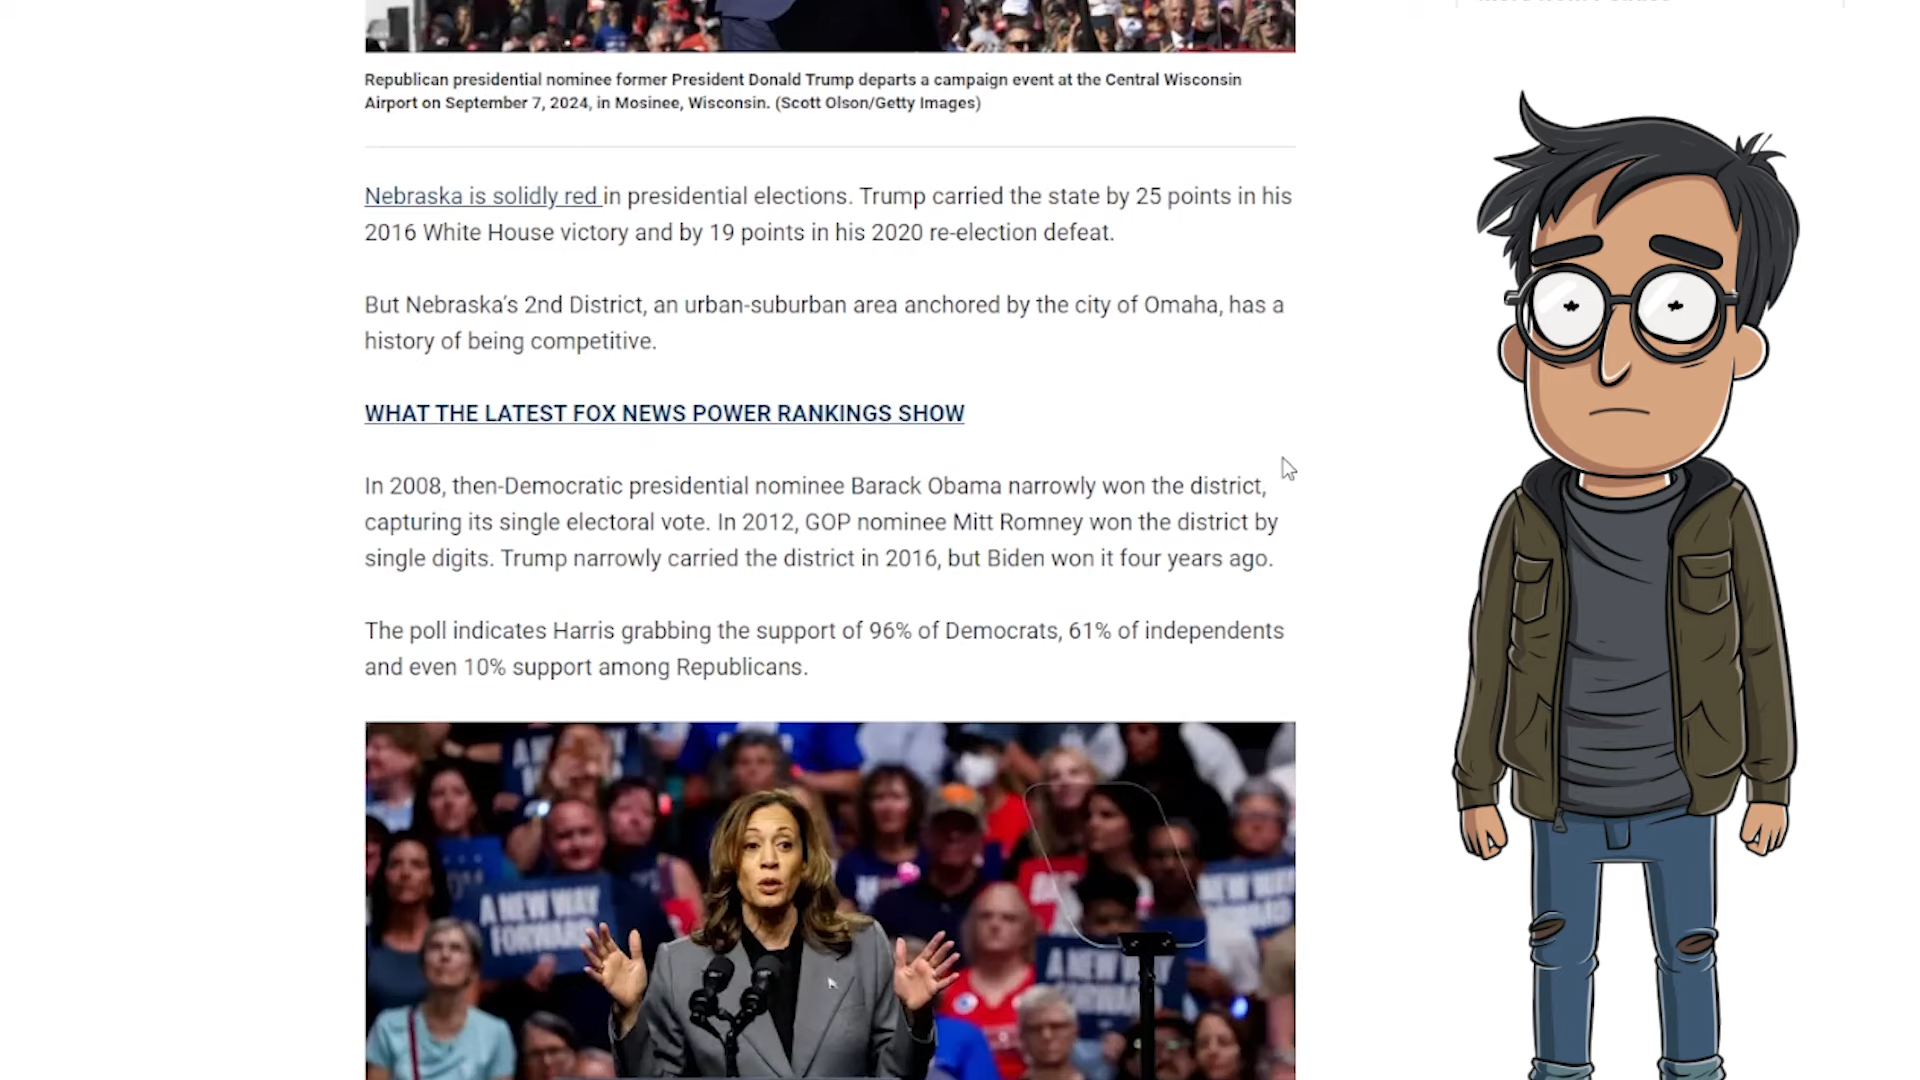 Republican presidential nominee former President Donald Trump departs a campaign event at the Central Wisconsin
Airport on September 7, 2024, in Mosinee, Wisconsin. (Scott Olson/Getty Images)
Nebraska is solidly red in presidential elections. Trump carried the state by 25 points in his
2016 White House victory and by 19 points in his 2020 re-election defeat.
But Nebraska's 2nd District, an urban-suburban area anchored by the city of Omaha, has a
history of being competitive.
WHAT THE LATEST FOX NEWS POWER RANKINGS SHOW
In 2008, then-Democratic presidential nominee Barack Obama narrowly won the district,
capturing its single electoral vote. In 2012, GOP nominee Mitt Romney won the district by
single digits. Trump narrowly carried the district in 2016, but Biden won it four years ago.
The poll indicates Harris grabbing the support of 96% of Democrats, 61% of independents
and even 10% support among Republicans.
A NEW WAY
FORWARD
A NEW WAY